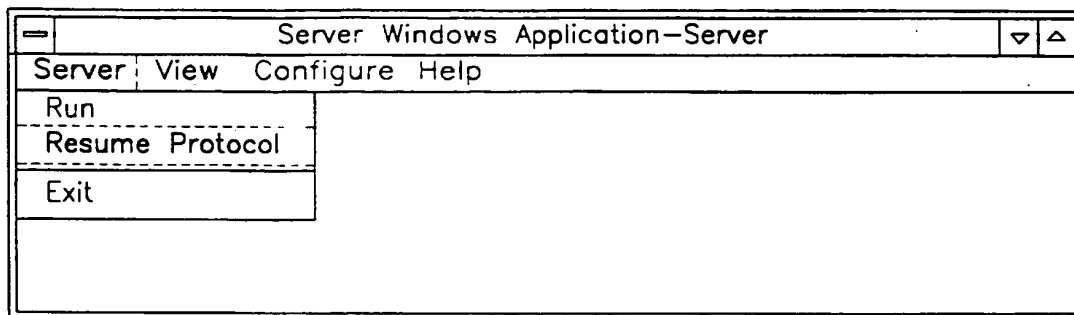 Server Windows Application-Server
Server View Configure Help
Run
Resume Protocol
Exit